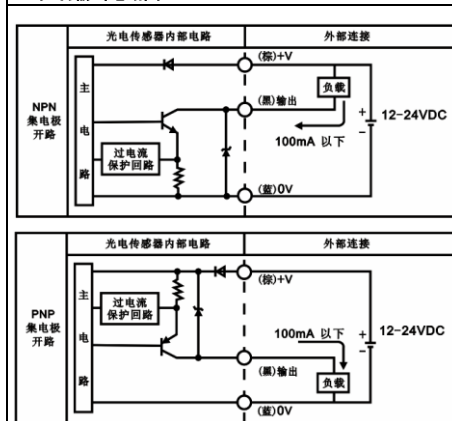 光电传感器内部电路
外部连接
NPN
集电极
开路
主
电
路
过电流
保护回路
(棕)+V
负载
(黑)输出
100mA 以下
+
−
12-24VDC
(蓝)0V
光电传感器内部电路
外部连接
PNP
集电极
开路
主
电
路
过电流
保护回路
(棕)+V
100mA 以下
+
−
12-24VDC
(黑)输出
负载
(蓝)0V